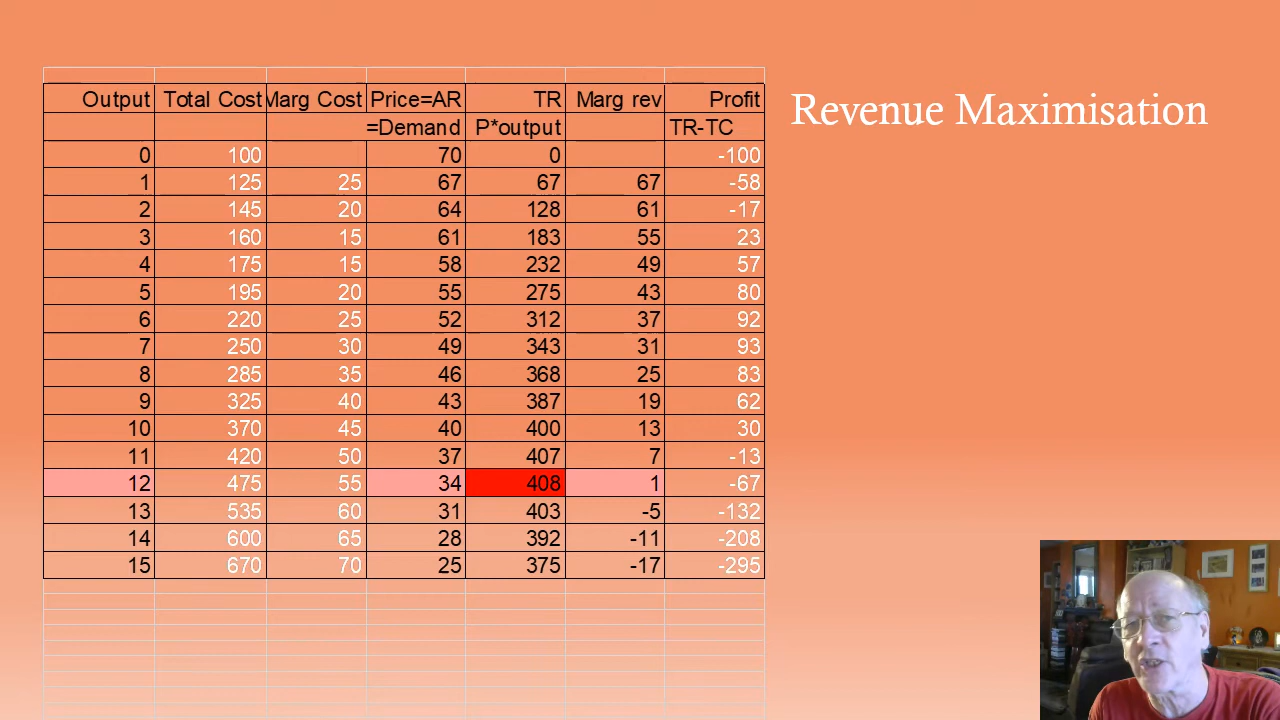 Revenue Maximisation
Output Total Cost Marg Cost Price=AR TR Marg rev Profit
=Demand P*output TR-TC
0 100 70 0 -100
1 125 25 67 67 67 -58
2 145 20 64 128 61 -17
3 160 15 61 183 55 23
4 175 15 58 232 49 57
5 195 20 55 275 43 80
6 220 25 52 312 37 92
7 250 30 49 343 31 93
8 285 35 46 368 25 83
9 325 40 43 387 19 62
10 370 45 40 400 13 30
11 420 50 37 407 7 -13
12 475 55 34 408 1 -67
13 535 60 31 403 -5 -132
14 600 65 28 392 -11 -208
15 670 70 25 375 -17 -295